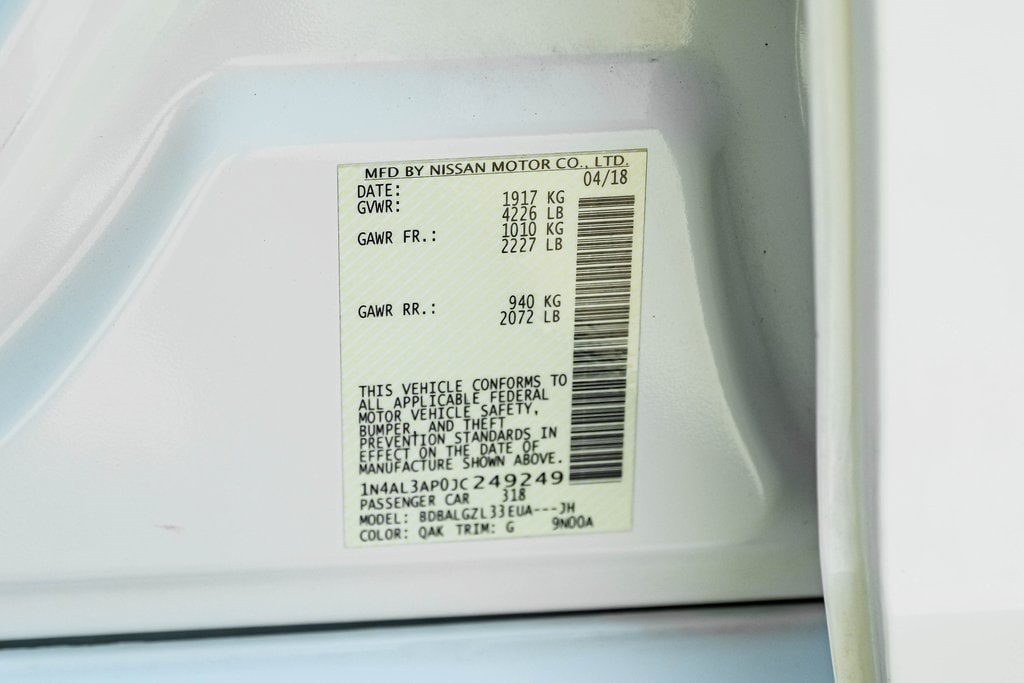 MFD BY NISSAN MOTOR CO., LTD.
DATE: 04/18
GVWR: 1917 KG
4226 LB
GAWR FR.: 1010 KG
2227 LB
GAWR RR.: 940 KG
2072 LB
THIS VEHICLE CONFORMS TO
ALL APPLICABLE FEDERAL
MOTOR VEHICLE SAFETY,
BUMPER, AND THEFT
PREVENTION STANDARDS IN
EFFECT ON THE DATE OF
MANUFACTURE SHOWN ABOVE.
1N4AL3AP0JC249249
PASSENGER CAR 318
MODEL: BDBALGZL33EUA---JH
COLOR: QAK TRIM: G 9N00A